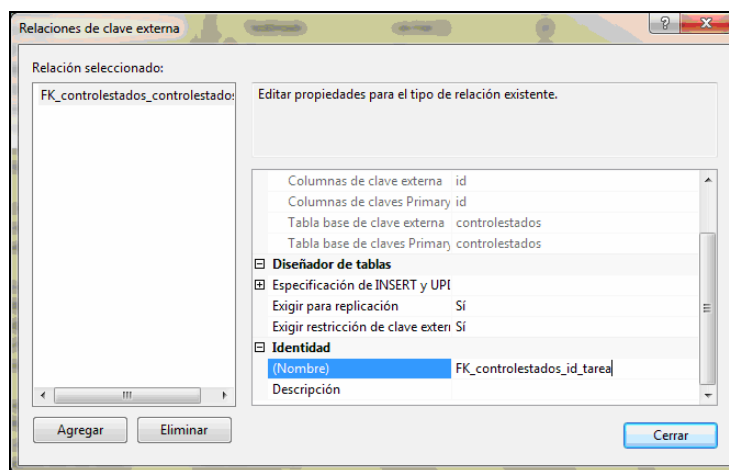 Relaciones de clave externa
Relación seleccionado:
FK_controlestados_controlestados
Editar propiedades para el tipo de relación existente.
Columnas de clave externa id
Columnas de claves Primary id
Tabla base de clave externa controlestados
Tabla base de claves Primary controlestados
Diseñador de tablas
Especificación de INSERT y UPD
Exigir para replicación Sí
Exigir restricción de clave extern Sí
Identidad
(Nombre) FK_controlestados_id_tarea
Descripción
Agregar Eliminar
Cerrar